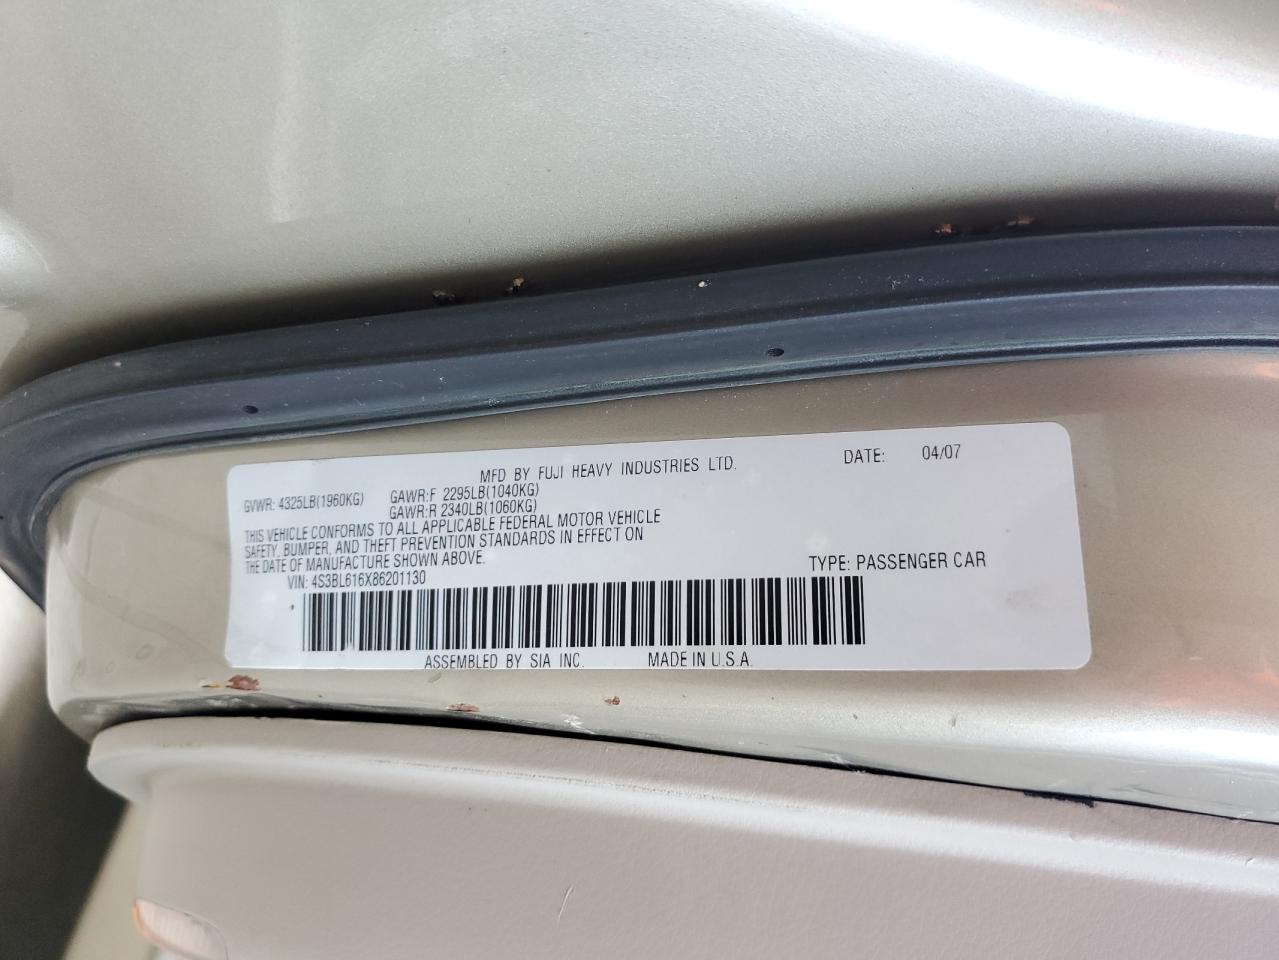 MFD BY FUJI HEAVY INDUSTRIES LTD. DATE: 04/07
GVWR: 4325LB(1960KG) GAWR:F 2295LB(1040KG)
GAWR:R 2340LB(1060KG)
THIS VEHICLE CONFORMS TO ALL APPLICABLE FEDERAL MOTOR VEHICLE
SAFETY, BUMPER, AND THEFT PREVENTION STANDARDS IN EFFECT ON
THE DATE OF MANUFACTURE SHOWN ABOVE.
VIN: 4S3BL616X86201130 TYPE: PASSENGER CAR
ASSEMBLED BY SIA INC. MADE IN U.S.A.